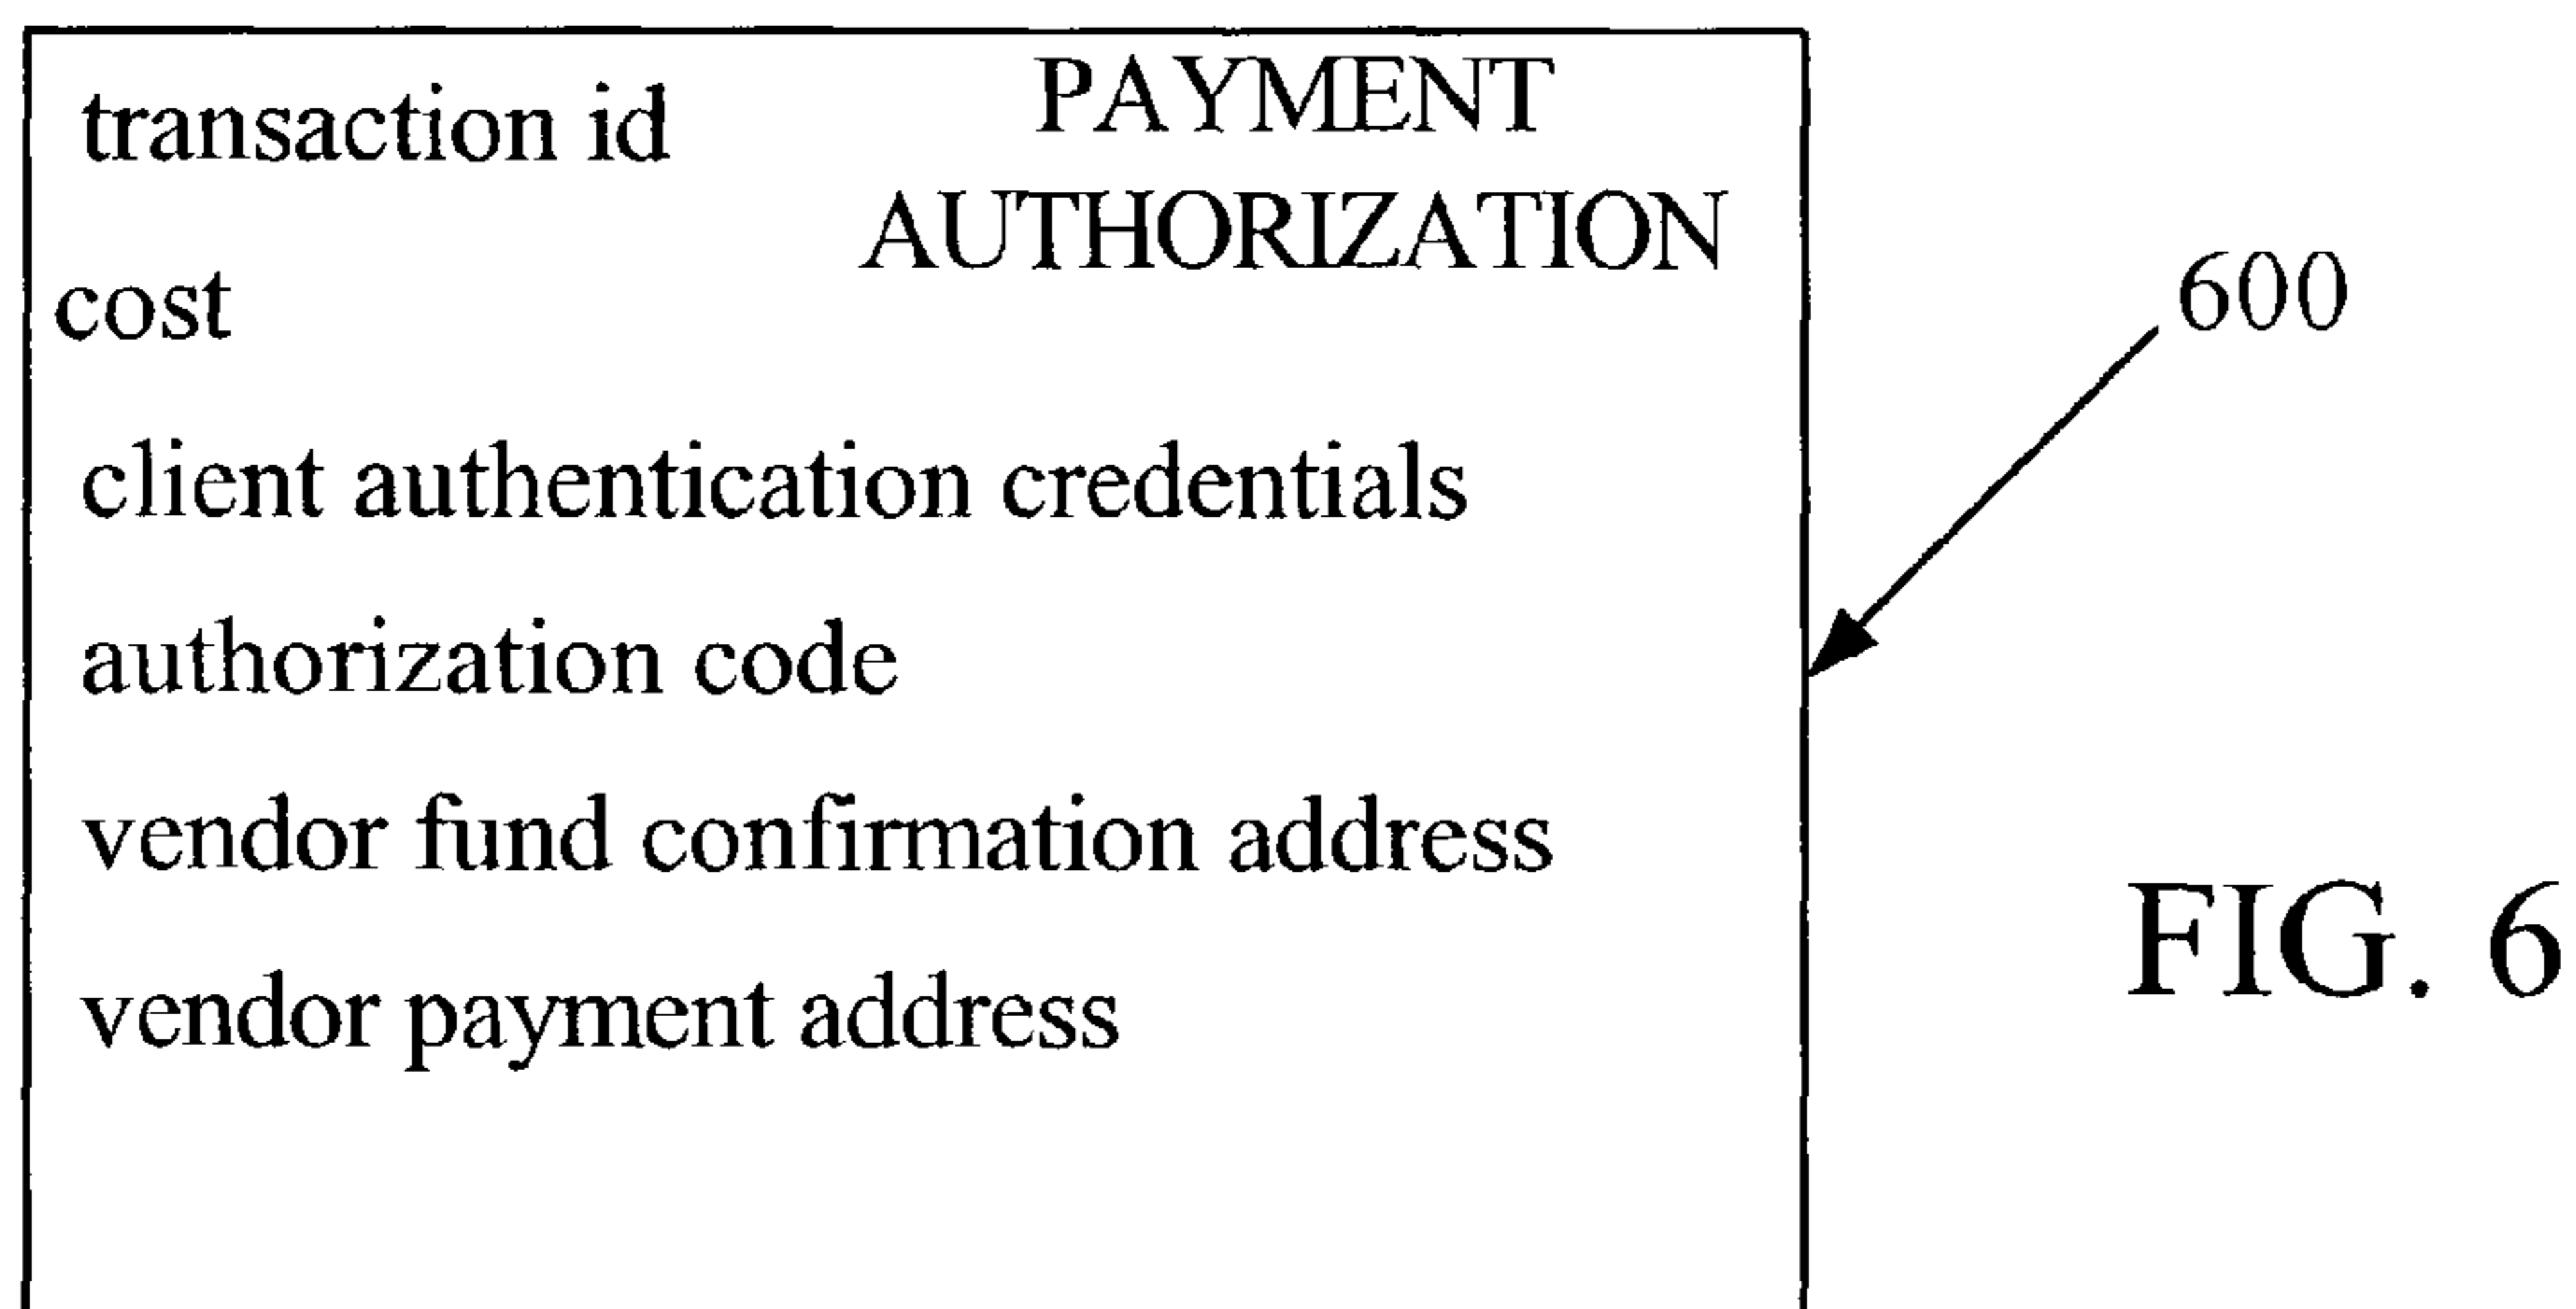 transaction id
PAYMENT
AUTHORIZATION
cost
client authentication credentials
authorization code
vendor fund confirmation address
vendor payment address
600
FIG. 6